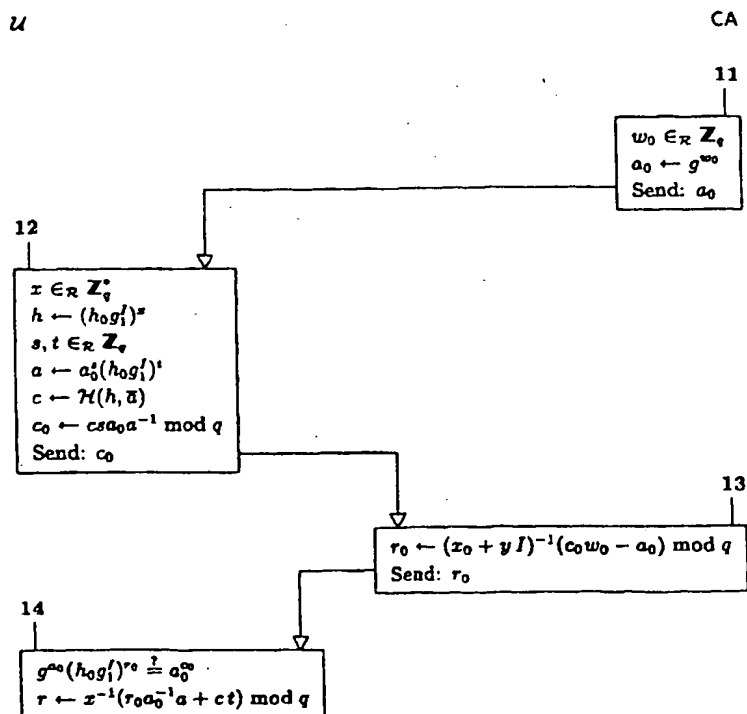 𝒰
CA
11
w₀ ∈_ℛ ℤ_q
a₀ ← g^{w₀}
Send: a₀
12
x ∈_ℛ ℤ_q^*
h ← (h₀g₁^I)^x
s, t ∈_ℛ ℤ_q
a ← a₀^s(h₀g₁^I)^t
c ← ℋ(h, a̅)
c₀ ← csa₀a⁻¹ mod q
Send: c₀
13
r₀ ← (x₀ + y I)⁻¹(c₀w₀ − a₀) mod q
Send: r₀
14
g^{a₀}(h₀g₁^I)^{r₀} ≟ a₀^{c₀}
r ← x⁻¹(r₀a₀⁻¹a + ct) mod q